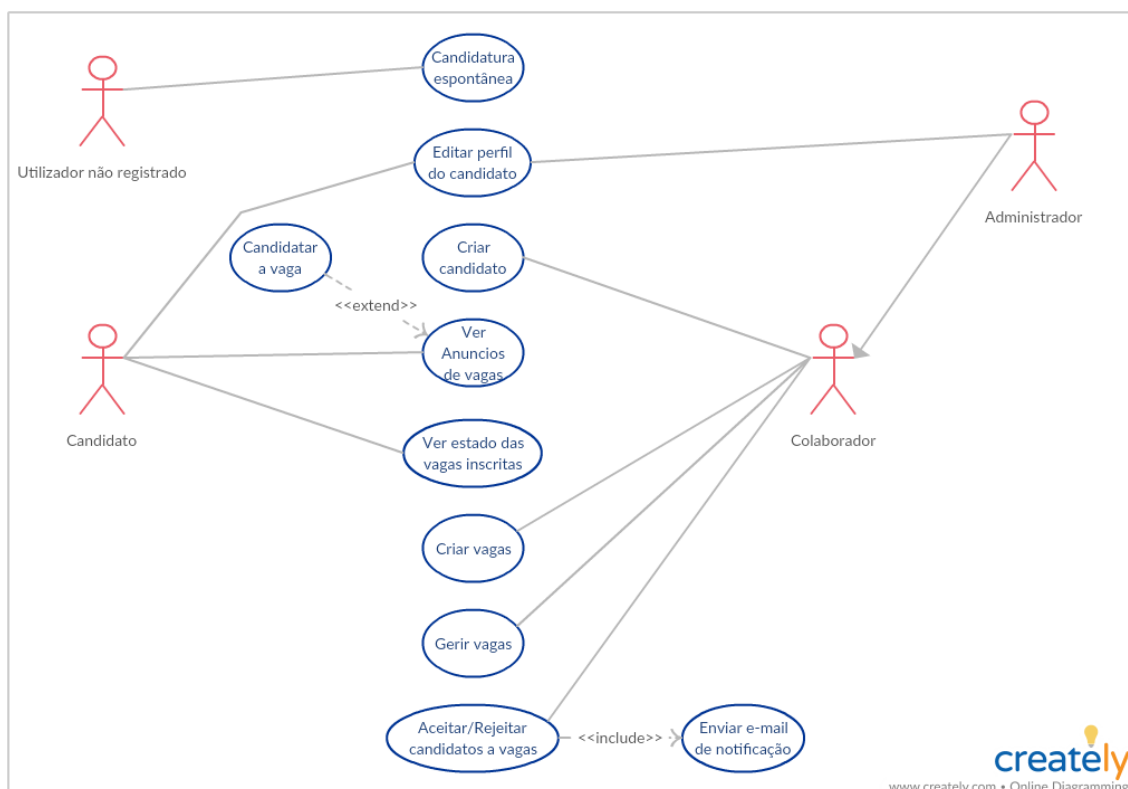 Candidatura
espontânea
Utilizador não registrado
Editar perfil
do candidato
Administrador
Candidatar
a vaga
Criar
candidato
<<extend>>
Ver
Anuncios
de vagas
Candidato
Colaborador
Ver estado das
vagas inscritas
Criar vagas
Gerir vagas
Aceitar/Rejeitar
candidatos a vagas
<<include>>
Enviar e-mail
de notificação
creately
www.creately.com • Online Diagramming